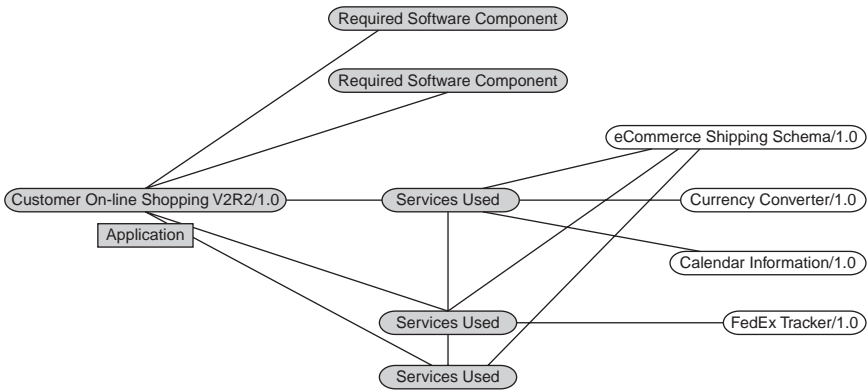 Required Software Component
Required Software Component
eCommerce Shipping Schema/1.0
Customer On-line Shopping V2R2/1.0
Services Used
Currency Converter/1.0
Application
Calendar Information/1.0
Services Used
FedEx Tracker/1.0
Services Used